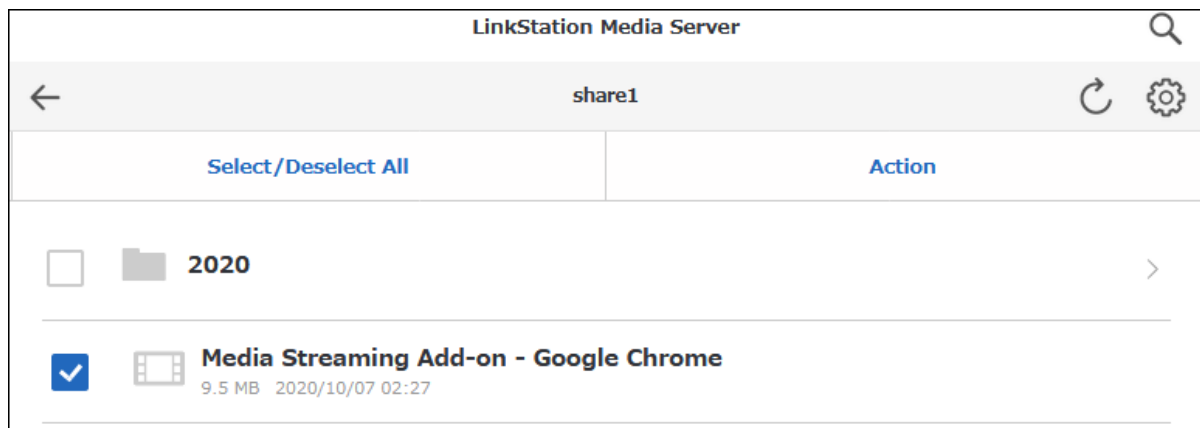 LinkStation Media Server
share1
Select/Deselect All
Action
2020
Media Streaming Add-on - Google Chrome
9.5 MB 2020/10/07 02:27